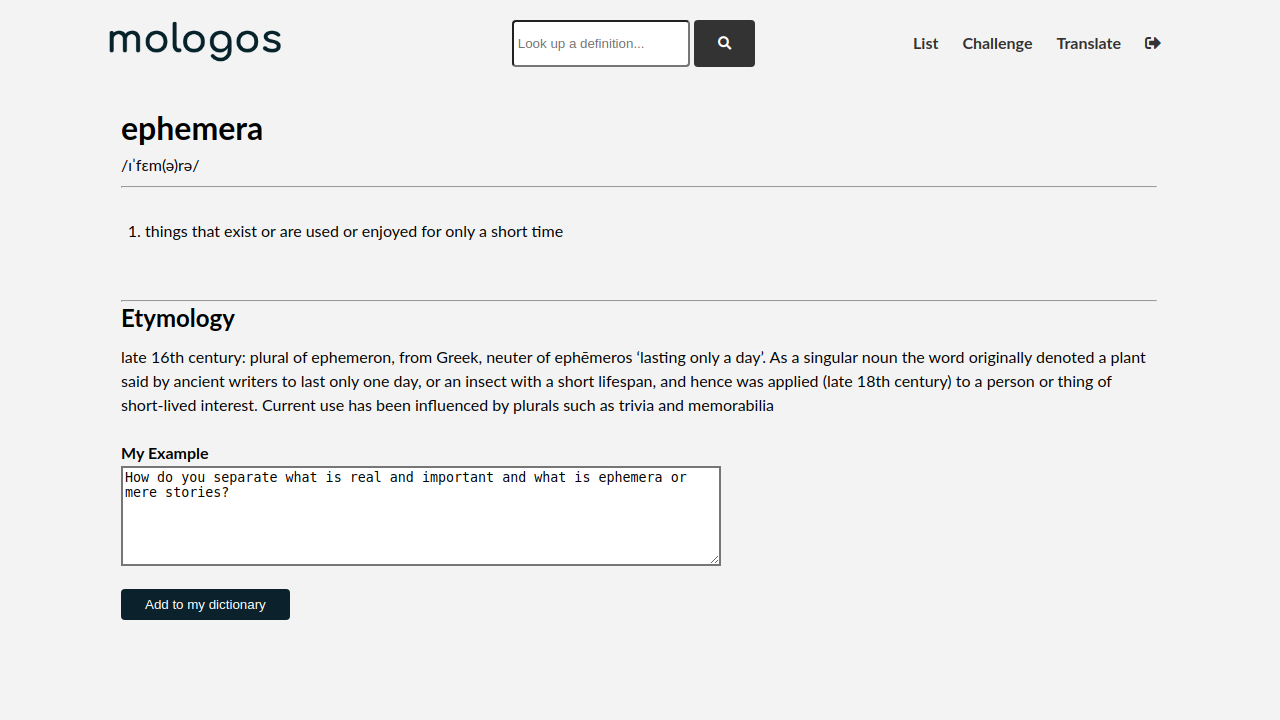 mologos
Look up a definition...
List Challenge Translate
ephemera
/ɪˈfɛm(ə)rə/
1. things that exist or are used or enjoyed for only a short time
Etymology
late 16th century: plural of ephemeron, from Greek, neuter of ephēmeros ‘lasting only a day’. As a singular noun the word originally denoted a plant
said by ancient writers to last only one day, or an insect with a short lifespan, and hence was applied (late 18th century) to a person or thing of
short-lived interest. Current use has been influenced by plurals such as trivia and memorabilia
My Example
How do you separate what is real and important and what is ephemera or
mere stories?
Add to my dictionary